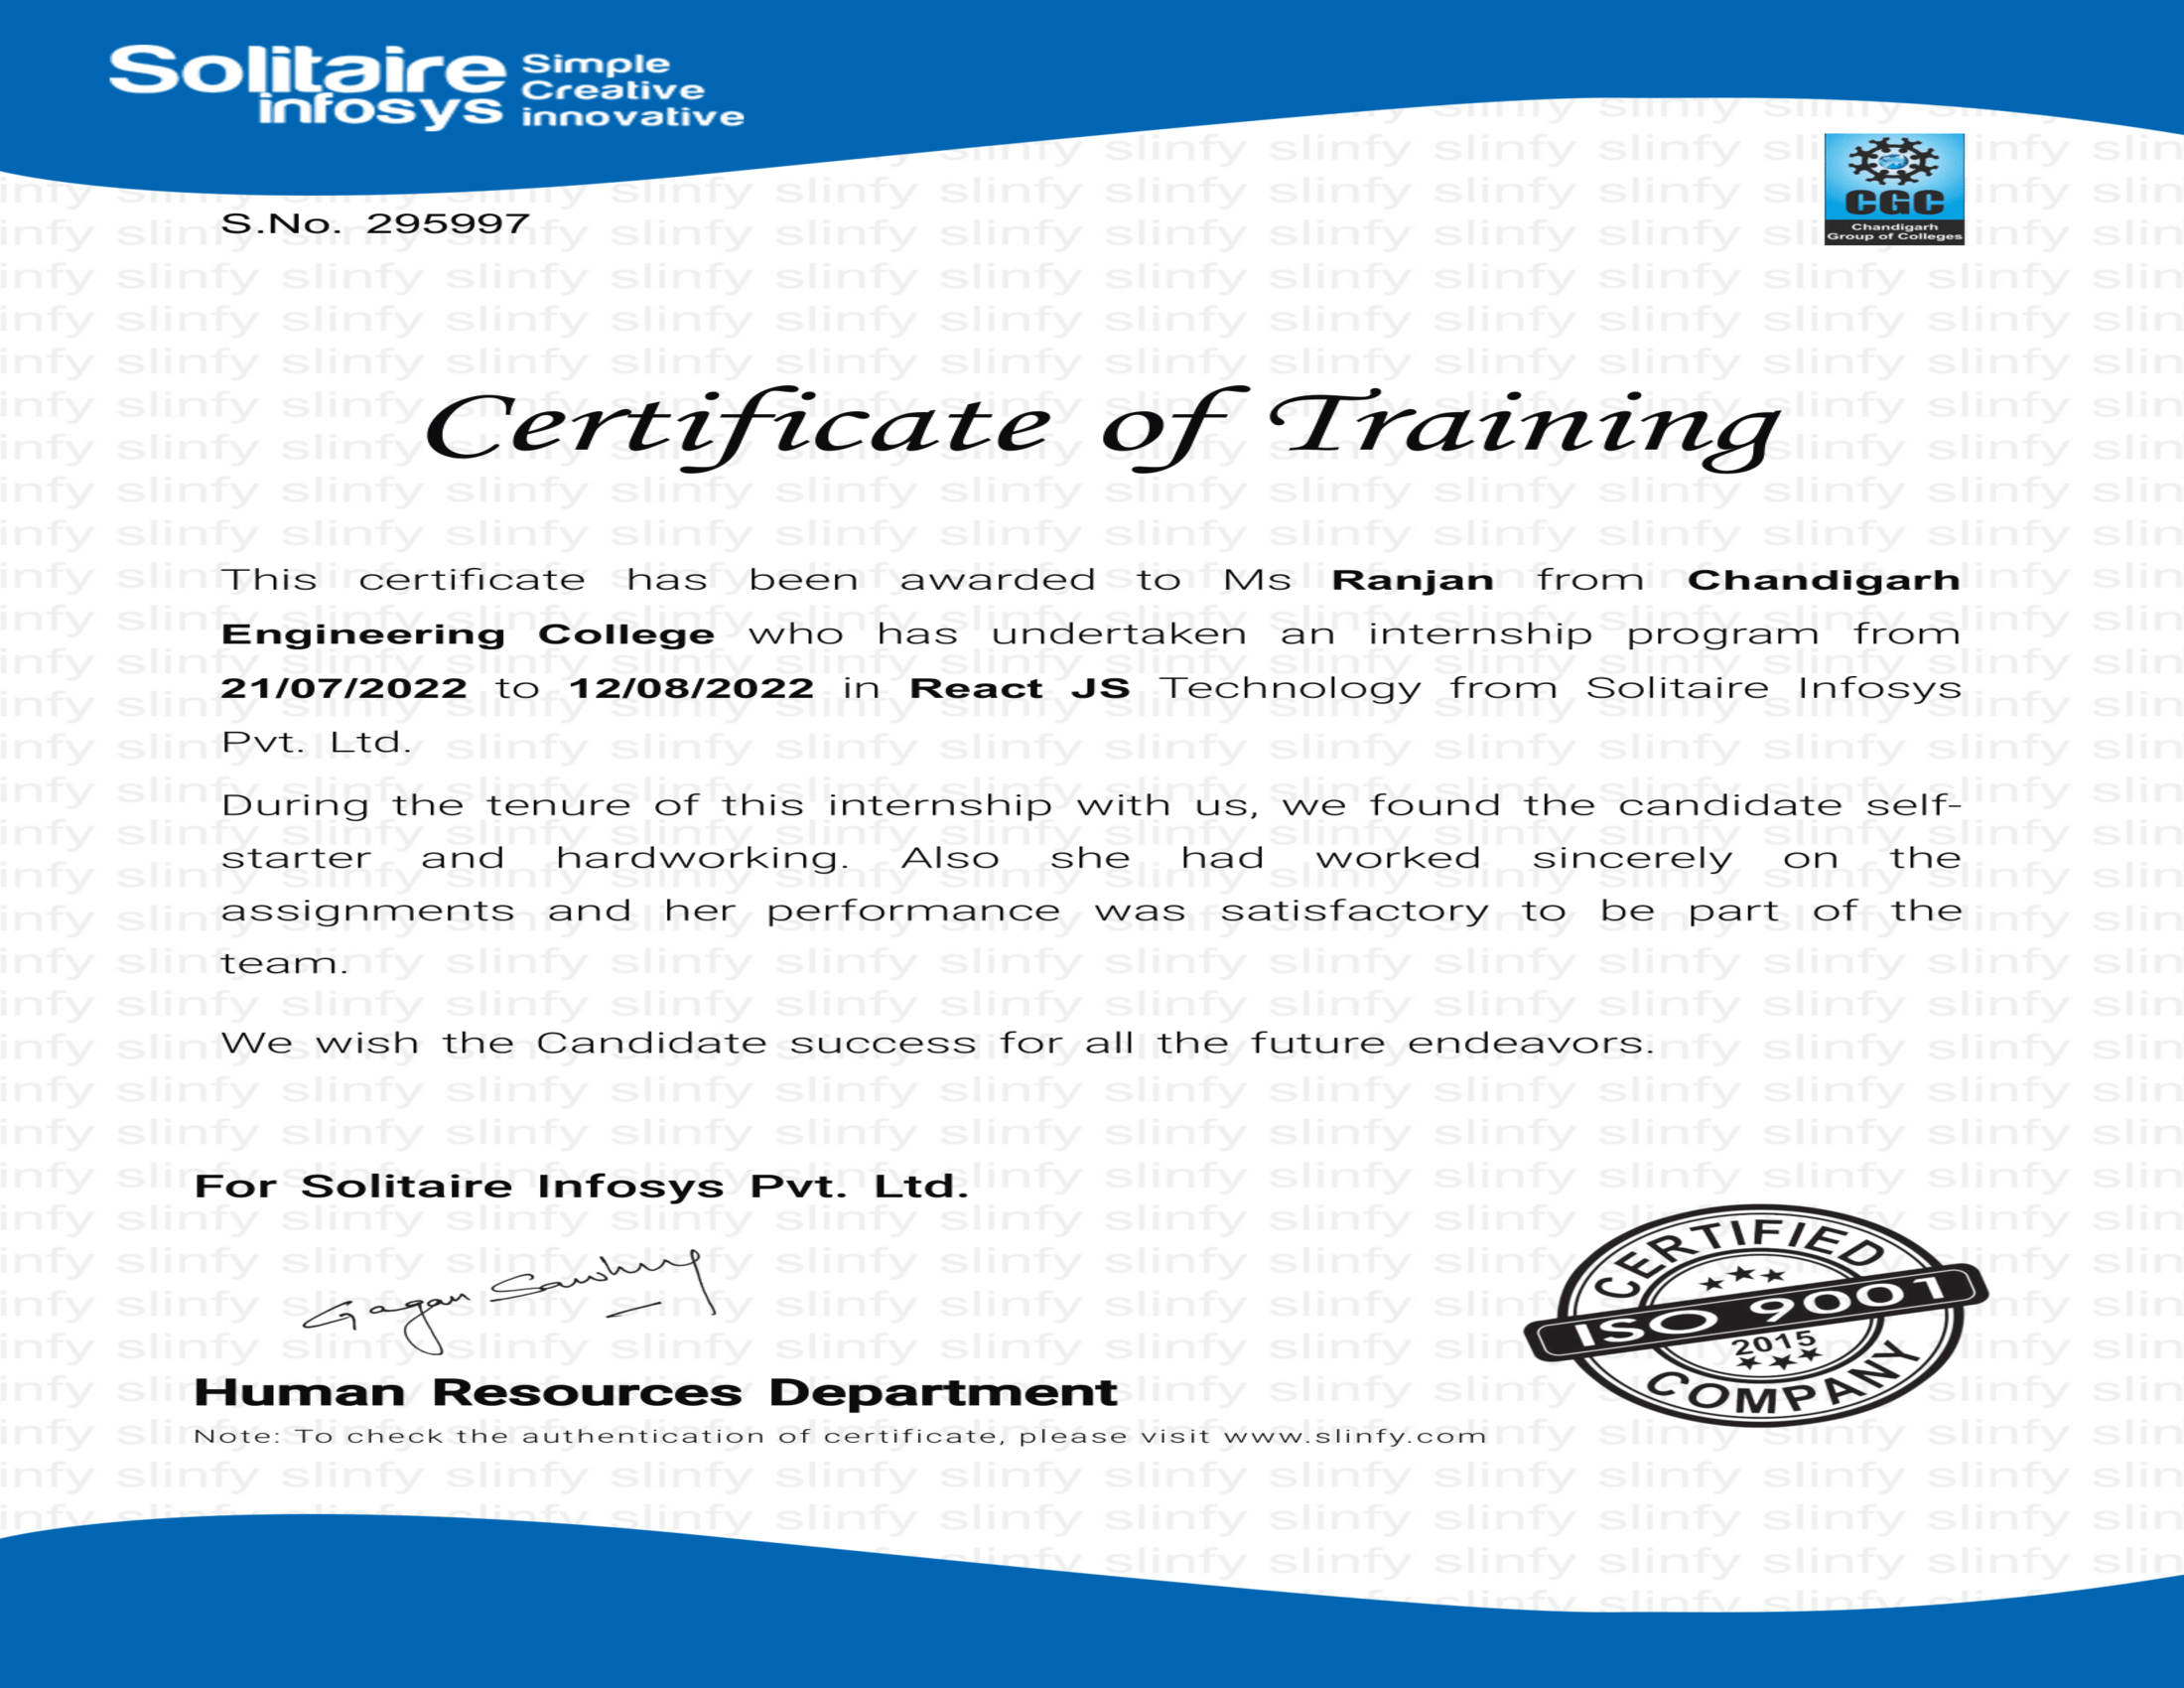 Solitaire
infosys
Simple
Creative
innovative
CGC
Chandigarh
Group of Colleges
S.No. 295997
Certificate of Training
This certificate has been awarded to Ms Ranjan from Chandigarh
Engineering College who has undertaken an internship program from
21/07/2022 to 12/08/2022 in React JS Technology from Solitaire Infosys
Pvt. Ltd.
During the tenure of this internship with us, we found the candidate self-
starter and hardworking. Also she had worked sincerely on the
assignments and her performance was satisfactory to be part of the
team.
We wish the Candidate success for all the future endeavors.
For Solitaire Infosys Pvt. Ltd.
Gagan Sawhney
Human Resources Department
Note: To check the authentication of certificate, please visit www.slinfy.com
CERTIFIED
ISO 9001
2015
COMPANY